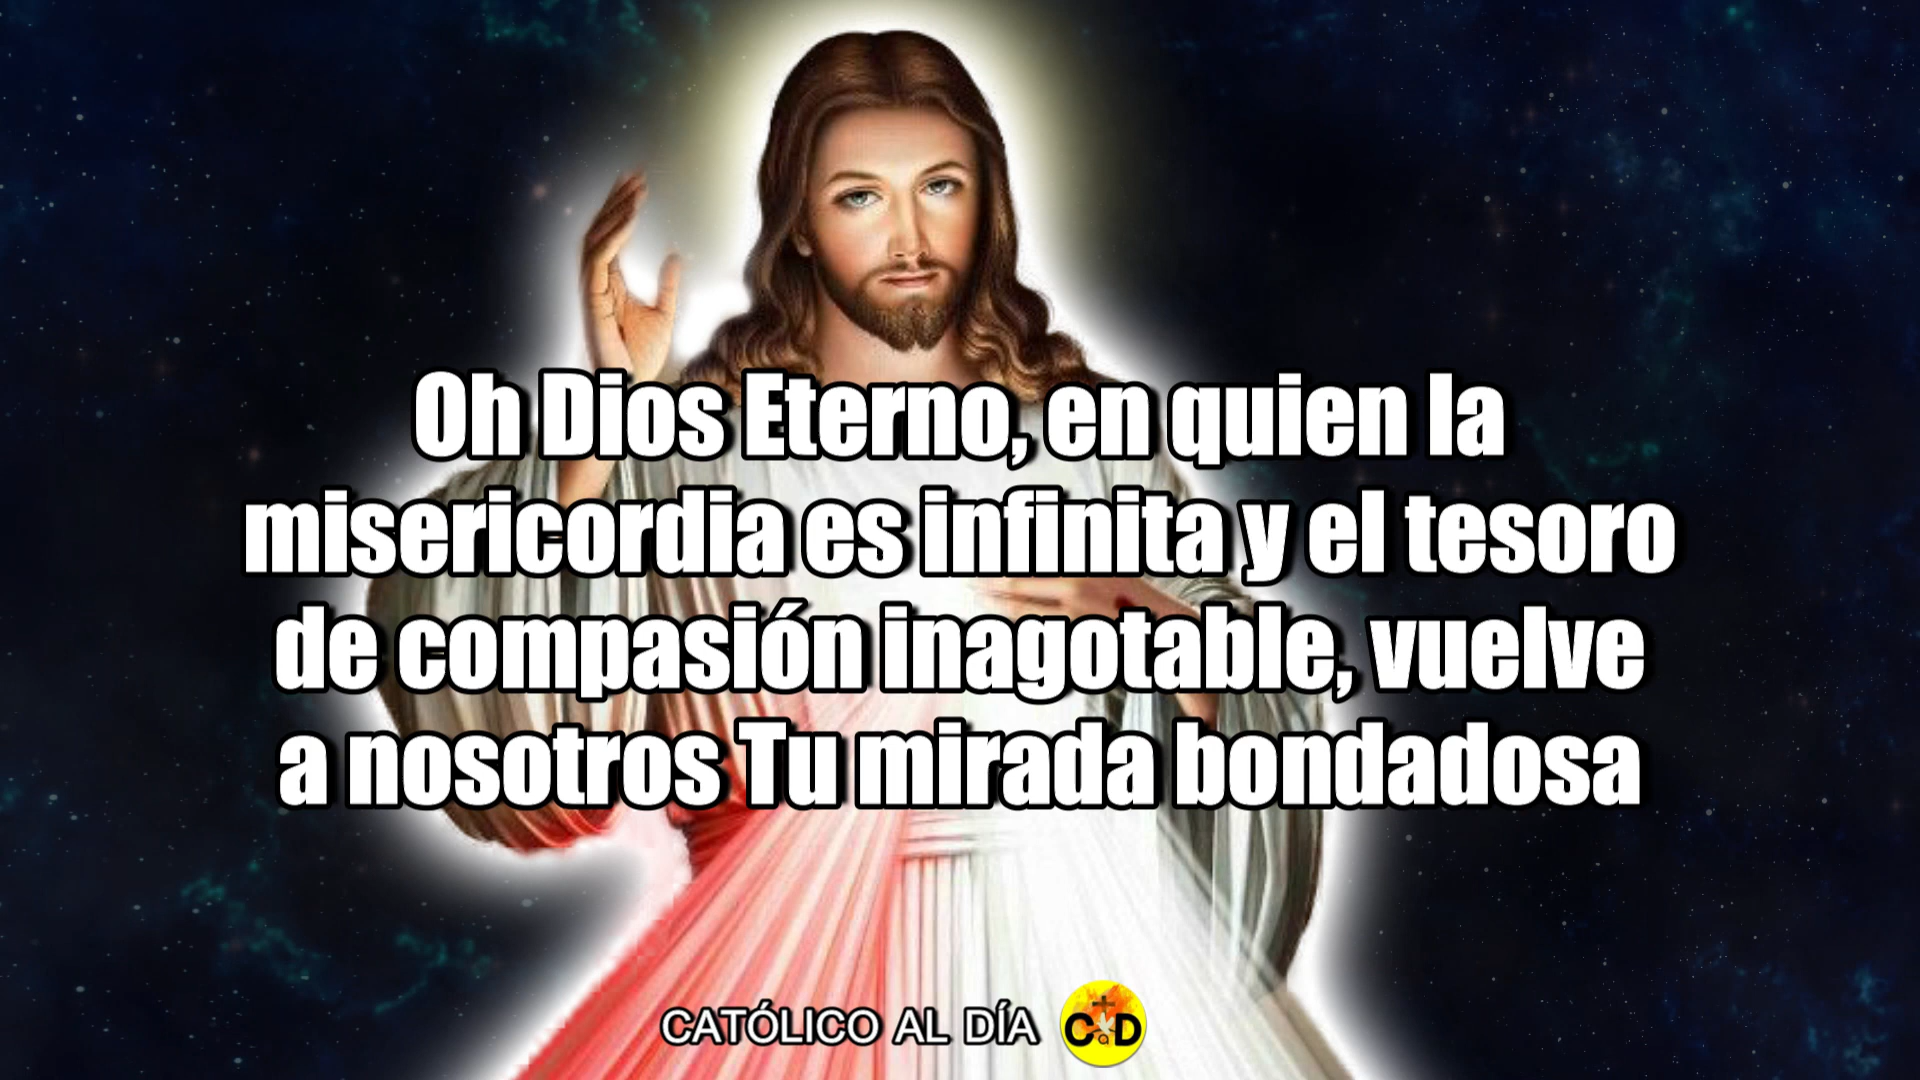 Oh Dios Eterno, en quien la
misericordia es infinita y el tesoro
de compasión inagotable, vuelve
a nosotros Tu mirada bondadosa
CATÓLICO AL DÍA
CaD